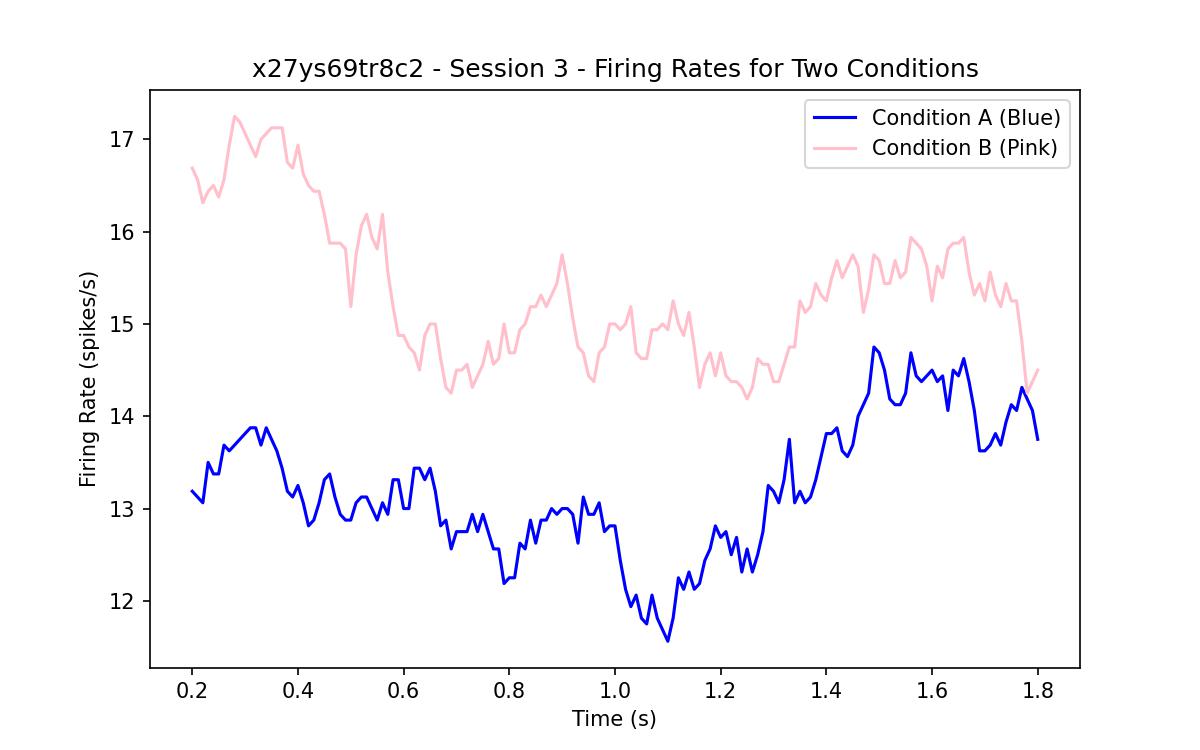 x27ys69tr8c2 - Session 3 - Firing Rates for Two Conditions
Condition A (Blue)
Condition B (Pink)
Firing Rate (spikes/s)
17
16
15
14
13
12
0.2 0.4 0.6 0.8 1.0 1.2 1.4 1.6 1.8
Time (s)